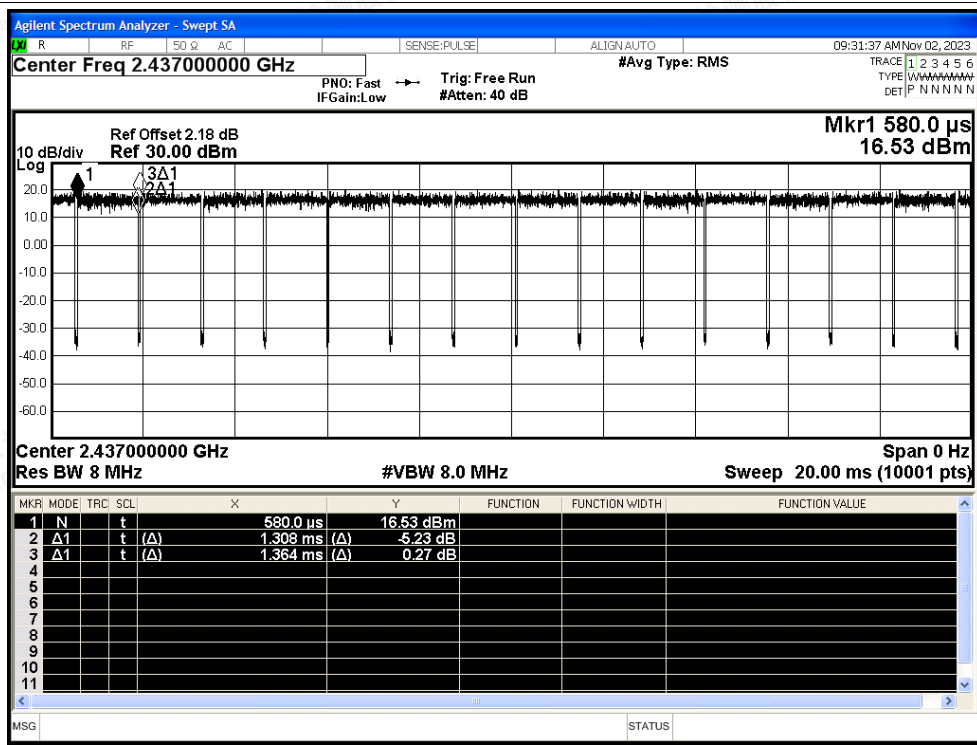 Agilent Spectrum Analyzer - Swept SA
LXI R RF 50 Ω AC SENSE:PULSE ALIGN AUTO 09:31:37 AM Nov 02, 2023
Center Freq 2.437000000 GHz
PNO: Fast Trig: Free Run #Avg Type: RMS TRACE 1 2 3 4 5 6
IFGain:Low #Atten: 40 dB TYPE
DET P N N N N N
Mkr1 580.0 µs
16.53 dBm
Ref Offset 2.18 dB
10 dB/div Ref 30.00 dBm
Log
1
3Δ1
2Δ1
20.0
10.0
0.00
-10.0
-20.0
-30.0
-40.0
-50.0
-60.0
Center 2.437000000 GHz Span 0 Hz
Res BW 8 MHz #VBW 8.0 MHz Sweep 20.00 ms (10001 pts)
MKR MODE TRC SCL X Y FUNCTION FUNCTION WIDTH FUNCTION VALUE
1 N t 580.0 µs 16.53 dBm
2 Δ1 t (Δ) 1.308 ms (Δ) -5.23 dB
3 Δ1 t (Δ) 1.364 ms (Δ) 0.27 dB
4
5
6
7
8
9
10
11
MSG STATUS